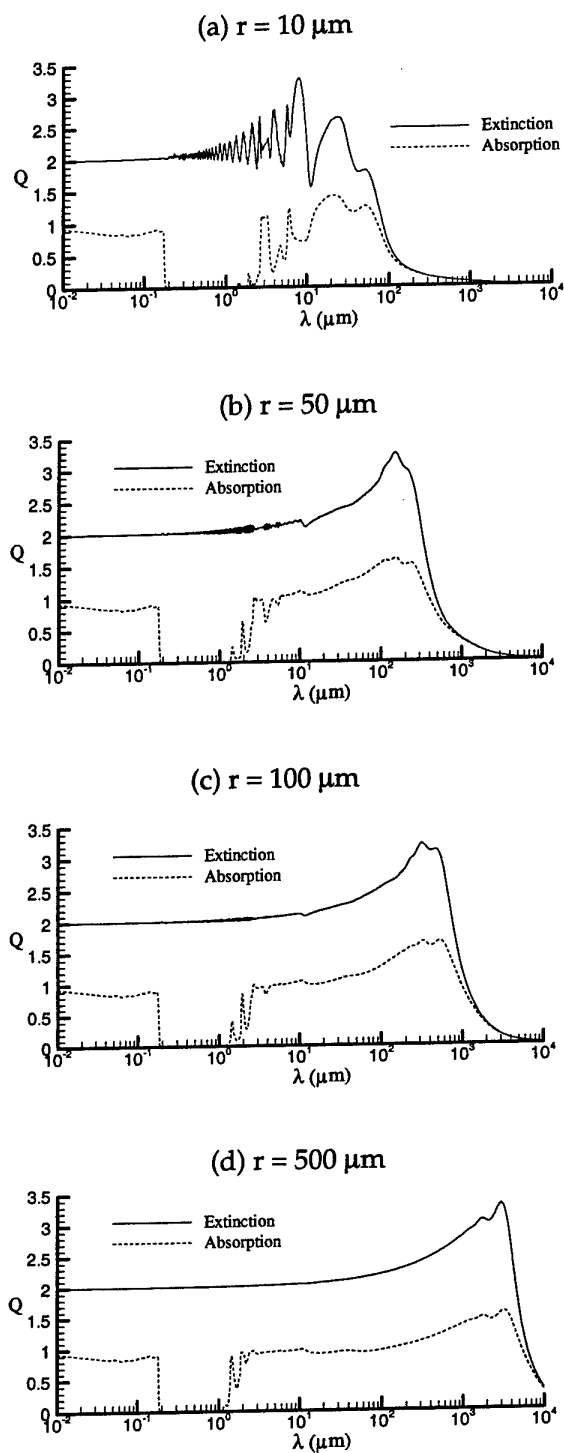 (a) r = 10 μm
3.5
3
2.5
2
Q
1.5
1
0.5
0
Extinction
Absorption
10⁻² 10⁻¹ 10⁰ 10¹ 10² 10³ 10⁴
λ (μm)
(b) r = 50 μm
3.5
3
2.5
2
Q
1.5
1
0.5
0
Extinction
Absorption
10⁻² 10⁻¹ 10⁰ 10¹ 10² 10³ 10⁴
λ (μm)
(c) r = 100 μm
3.5
3
2.5
2
Q
1.5
1
0.5
0
Extinction
Absorption
10⁻² 10⁻¹ 10⁰ 10¹ 10² 10³ 10⁴
λ (μm)
(d) r = 500 μm
3.5
3
2.5
2
Q
1.5
1
0.5
0
Extinction
Absorption
10⁻² 10⁻¹ 10⁰ 10¹ 10² 10³ 10⁴
λ (μm)